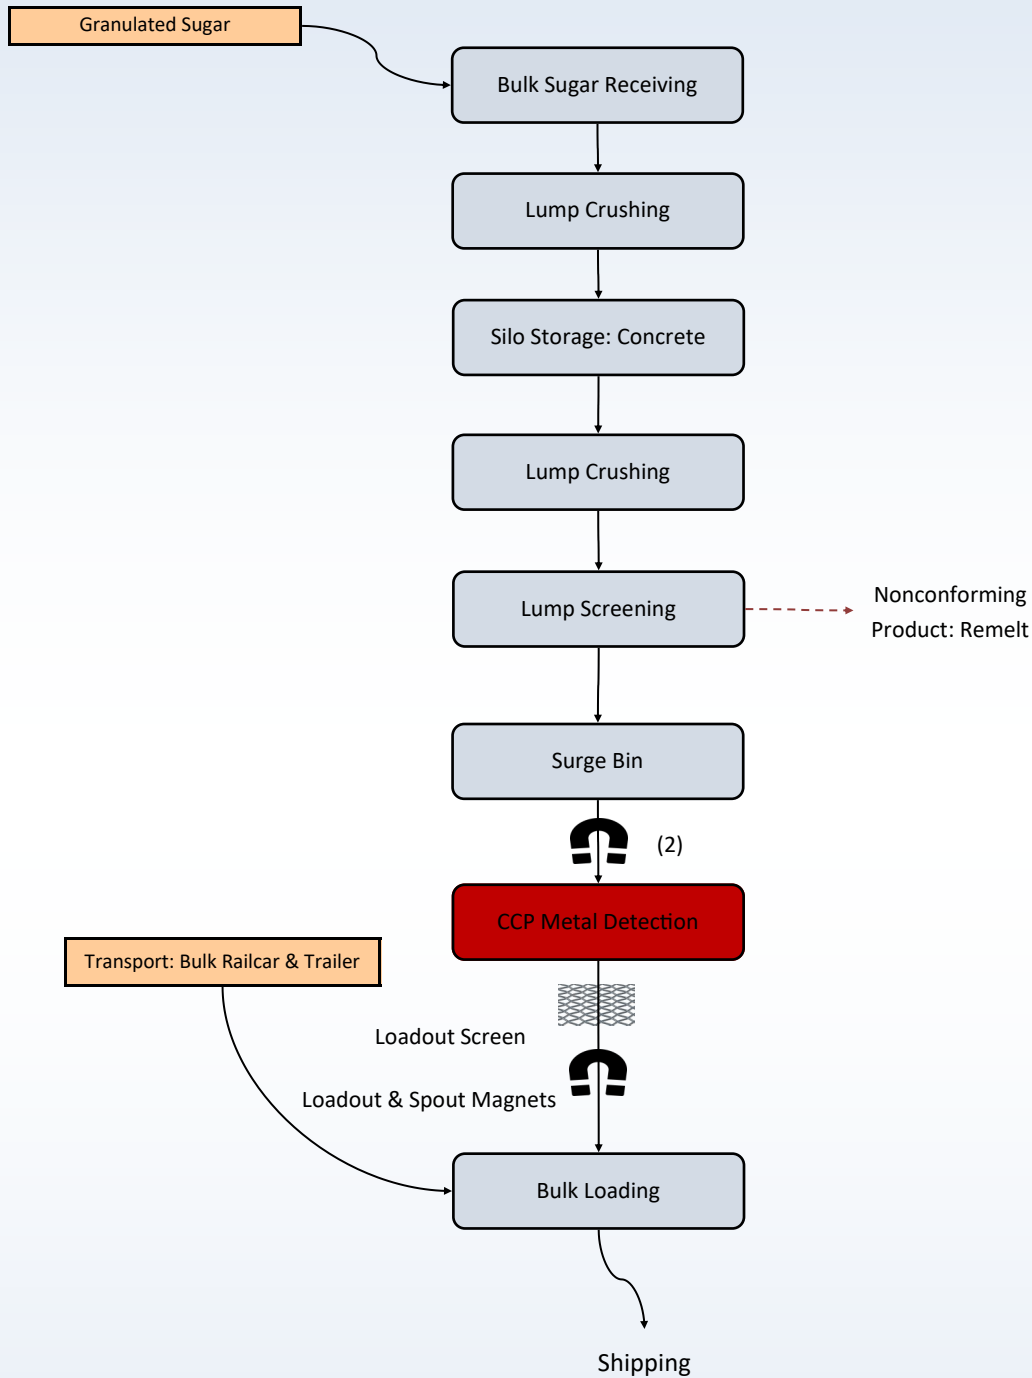 Granulated Sugar
Bulk Sugar Receiving
Lump Crushing
Silo Storage: Concrete
Lump Crushing
Lump Screening
Nonconforming
Product: Remelt
Surge Bin
(2)
CCP Metal Detection
Transport: Bulk Railcar & Trailer
Loadout Screen
Loadout & Spout Magnets
Bulk Loading
Shipping